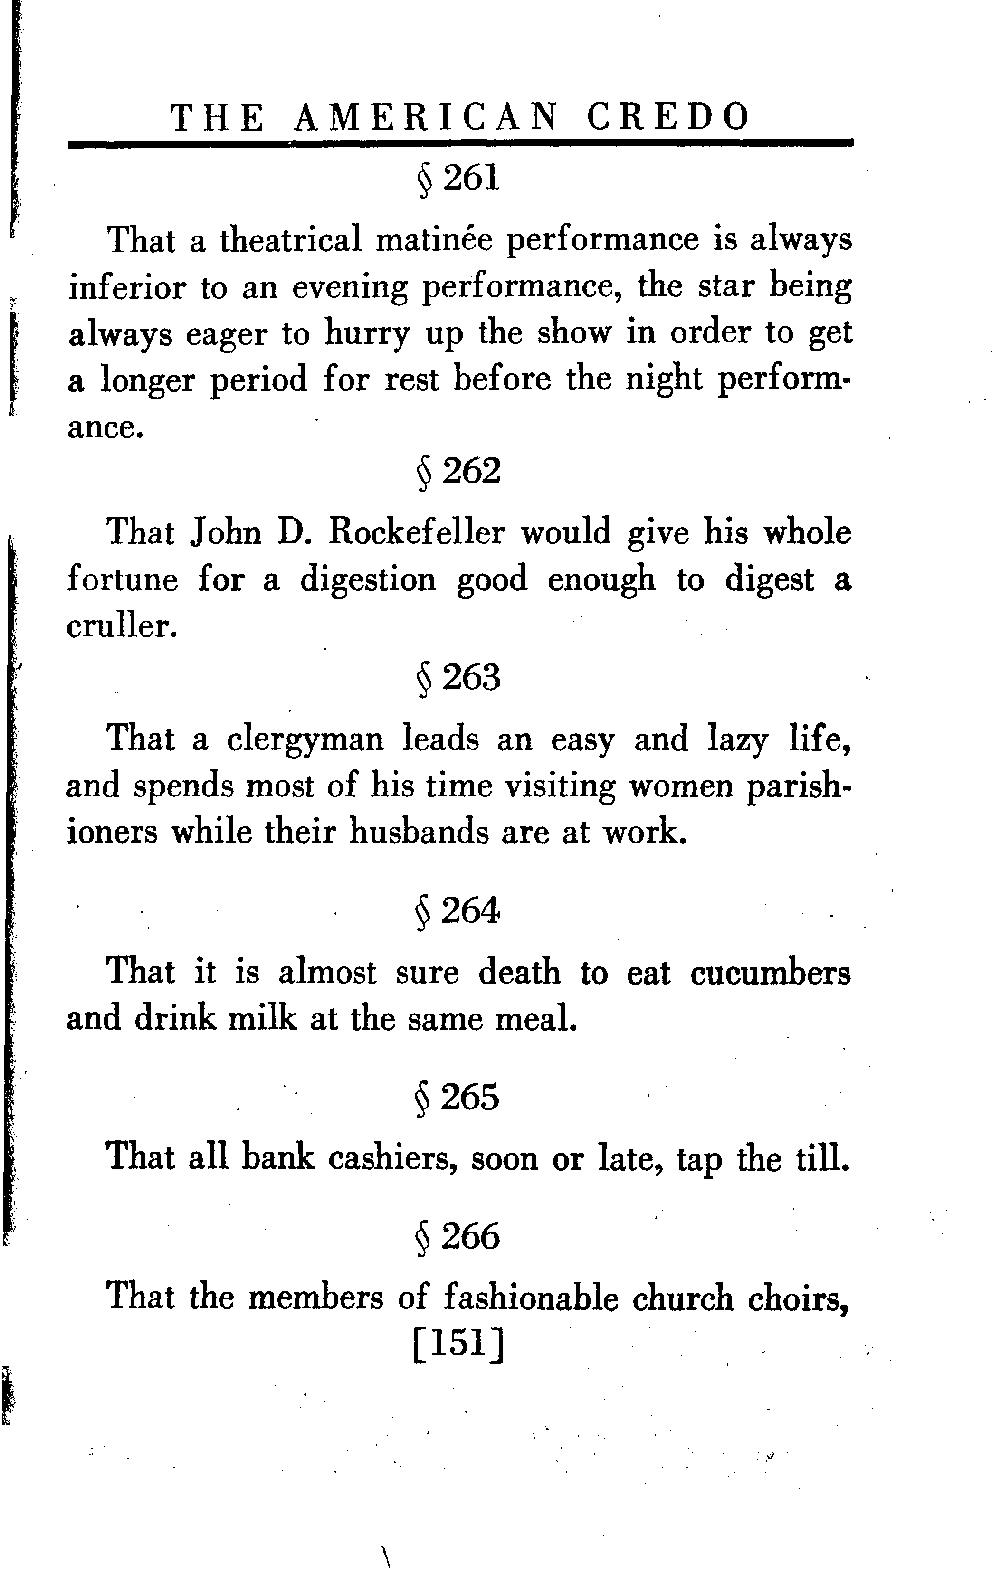 THE AMERICAN CREDO
§ 261
That a theatrical matinée performance is always
inferior to an evening performance, the star being
always eager to hurry up the show in order to get
a longer period for rest before the night perform-
ance.
§ 262
That John D. Rockefeller would give his whole
fortune for a digestion good enough to digest a
cruller.
§ 263
That a clergyman leads an easy and lazy life,
and spends most of his time visiting women parish-
ioners while their husbands are at work.
§ 264
That it is almost sure death to eat cucumbers
and drink milk at the same meal.
§ 265
That all bank cashiers, soon or late, tap the till.
§ 266
That the members of fashionable church choirs,
[151]